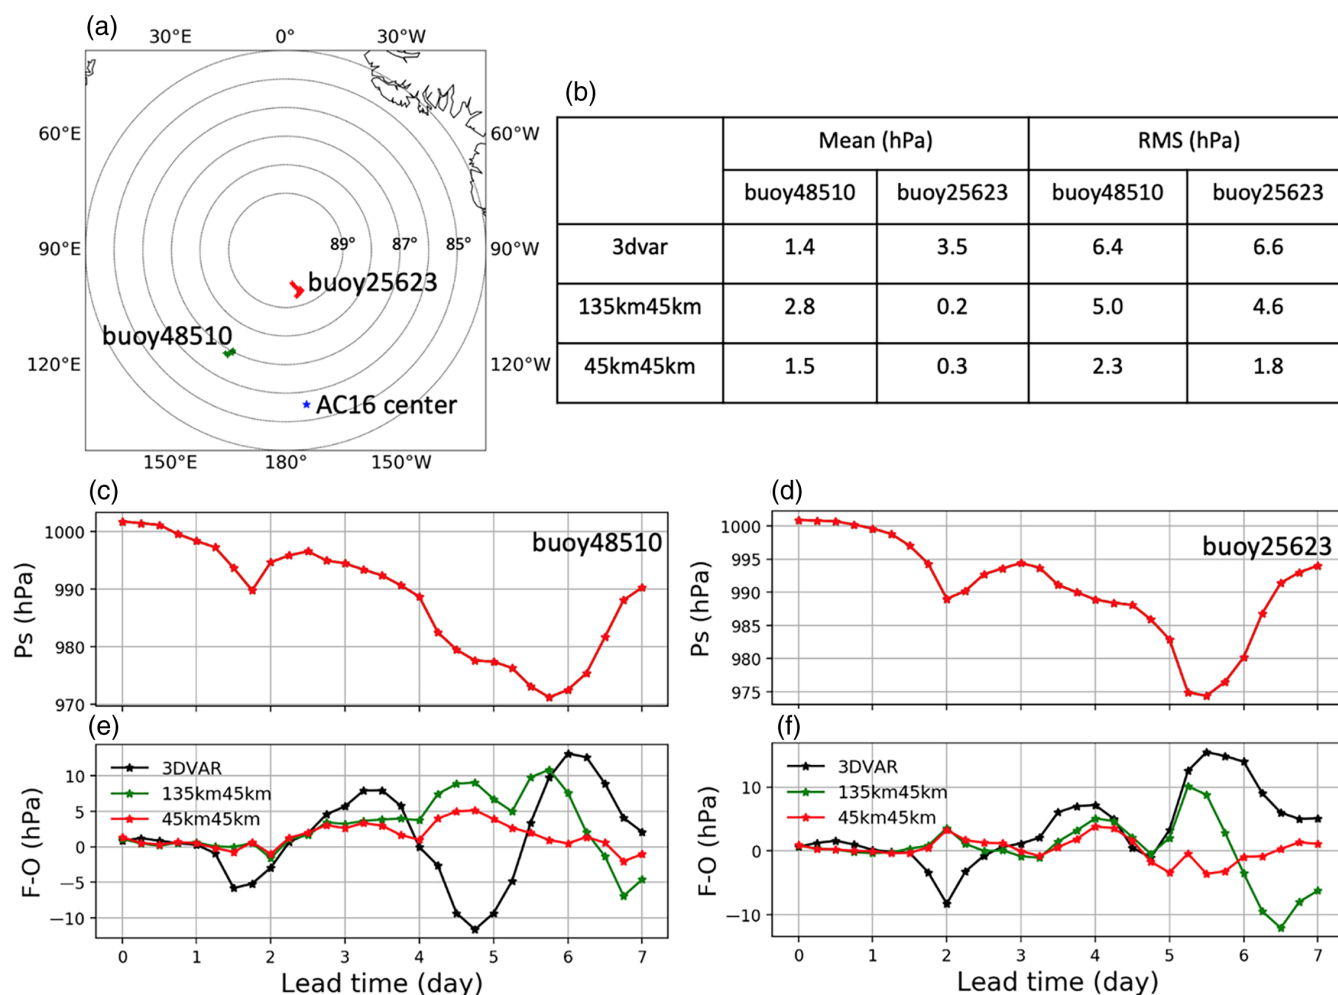 (a)
30°E 0° 30°W
60°E 60°W
90°E 89° 87° 85° 90°W
buoy25623
buoy48510
120°E 120°W
AC16 center
150°E 180° 150°W
(b)
Mean (hPa) RMS (hPa)
buoy48510 buoy25623 buoy48510 buoy25623
3dvar 1.4 3.5 6.4 6.6
135km45km 2.8 0.2 5.0 4.6
45km45km 1.5 0.3 2.3 1.8
(c)
buoy48510
Ps (hPa)
1000
990
980
970
(d)
buoy25623
Ps (hPa)
1000
995
990
985
980
975
(e)
3DVAR
135km45km
45km45km
F-O (hPa)
10
5
0
−5
−10
0 1 2 3 4 5 6 7
Lead time (day)
(f)
3DVAR
135km45km
45km45km
F-O (hPa)
10
0
−10
0 1 2 3 4 5 6 7
Lead time (day)